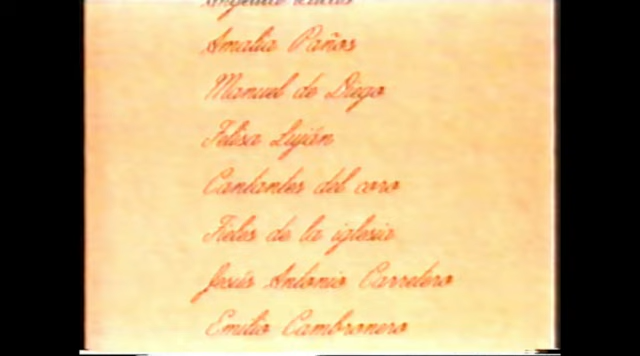 Amalia Paños
Manuel de Diego
Felisa Luján
Cantantes del coro
Fieles de la iglesia
Jesús Antonio Carretero
Emilio Cambronero